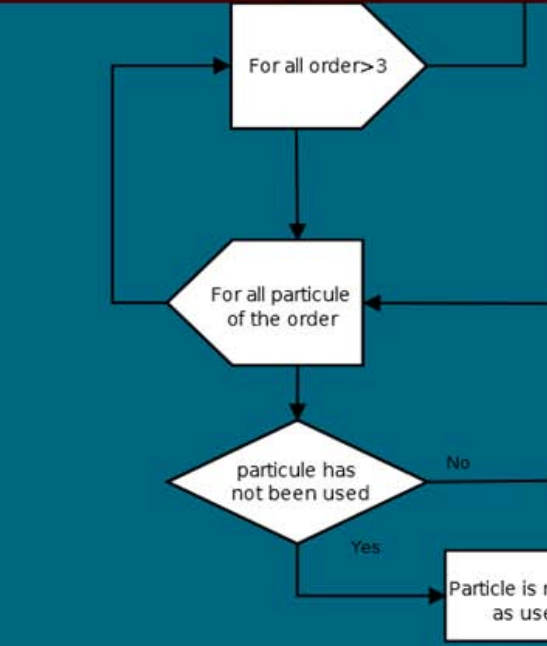 For all order>3
For all particule
of the order
particule has
not been used
No
Yes
Particle is
as